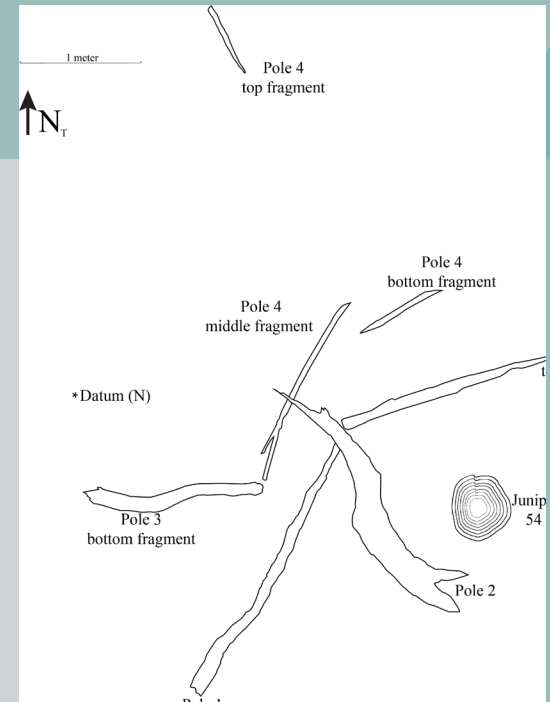 1 meter
Pole 4
top fragment
N
T
Pole 4
bottom fragment
Pole 4
middle fragment
*Datum (N)
t
Junip
54
Pole 3
bottom fragment
Pole 2